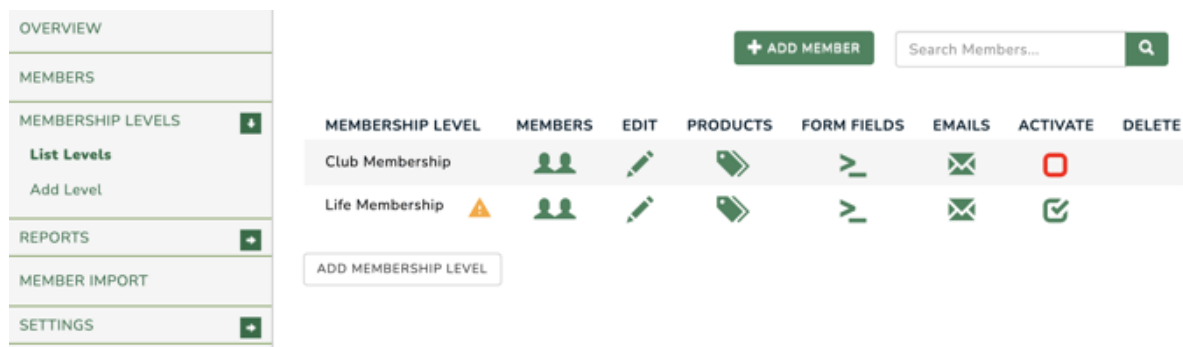 OVERVIEW
MEMBERS
MEMBERSHIP LEVELS
List Levels
Add Level
REPORTS
MEMBER IMPORT
SETTINGS
ADD MEMBER
Search Members...
MEMBERSHIP LEVEL MEMBERS EDIT PRODUCTS FORM FIELDS EMAILS ACTIVATE DELETE
Club Membership
Life Membership
ADD MEMBERSHIP LEVEL